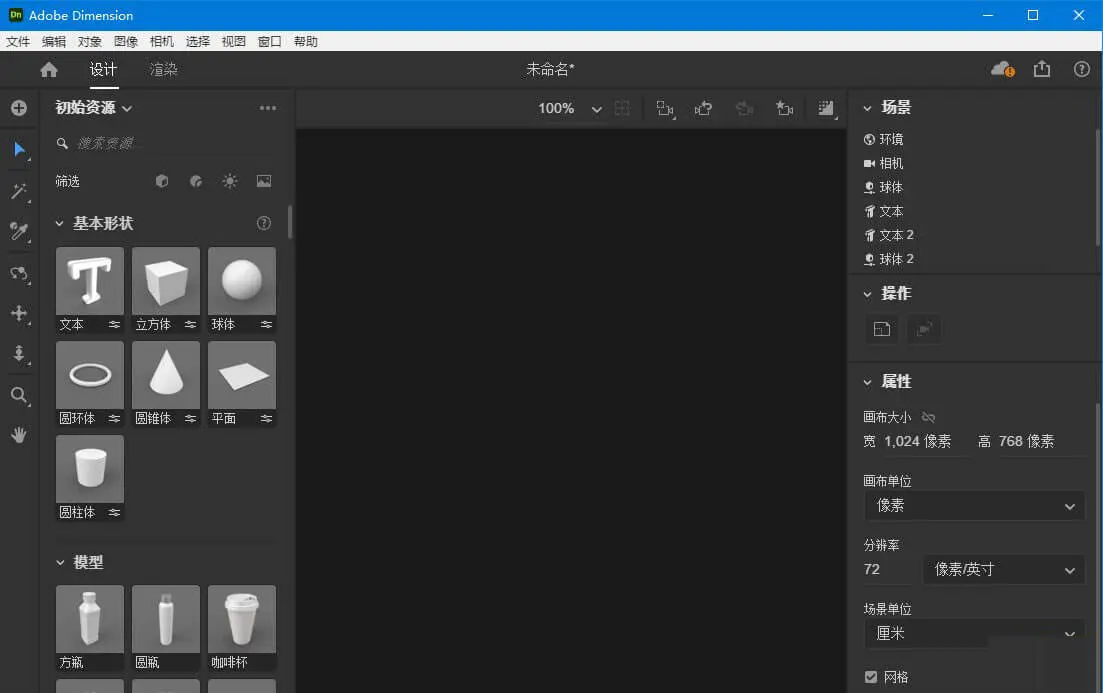 Adobe Dimension
文件 编辑 对象 图像 相机 选择 视图 窗口 帮助
设计 渲染 未命名*
初始资源
100%
搜索资源...
筛选
基本形状
文本 立方体 球体
圆环体 圆锥体 平面
圆柱体
模型
方瓶 圆瓶 咖啡杯
场景
环境
相机
球体
文本
文本 2
球体 2
操作
属性
画布大小
宽 1,024 像素 高 768 像素
画布单位
像素
分辨率
72 像素/英寸
场景单位
厘米
网格